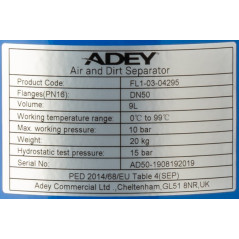 ADEY
Air and Dirt Separator
Product Code: FL1-03-04295
Flanges(PN16) DN50
Volume: 9L
Working temperature range: 0℃ to 99℃
Max. working pressure: 10 bar
Weight: 20 kg
Hydrostatic test pressure: 15 bar
Serial No: AD50-1908192019
PED 2014/68/EU Table 4(SEP)
Adey Commercial Ltd ,Cheltenham,GL51 8NR,UK